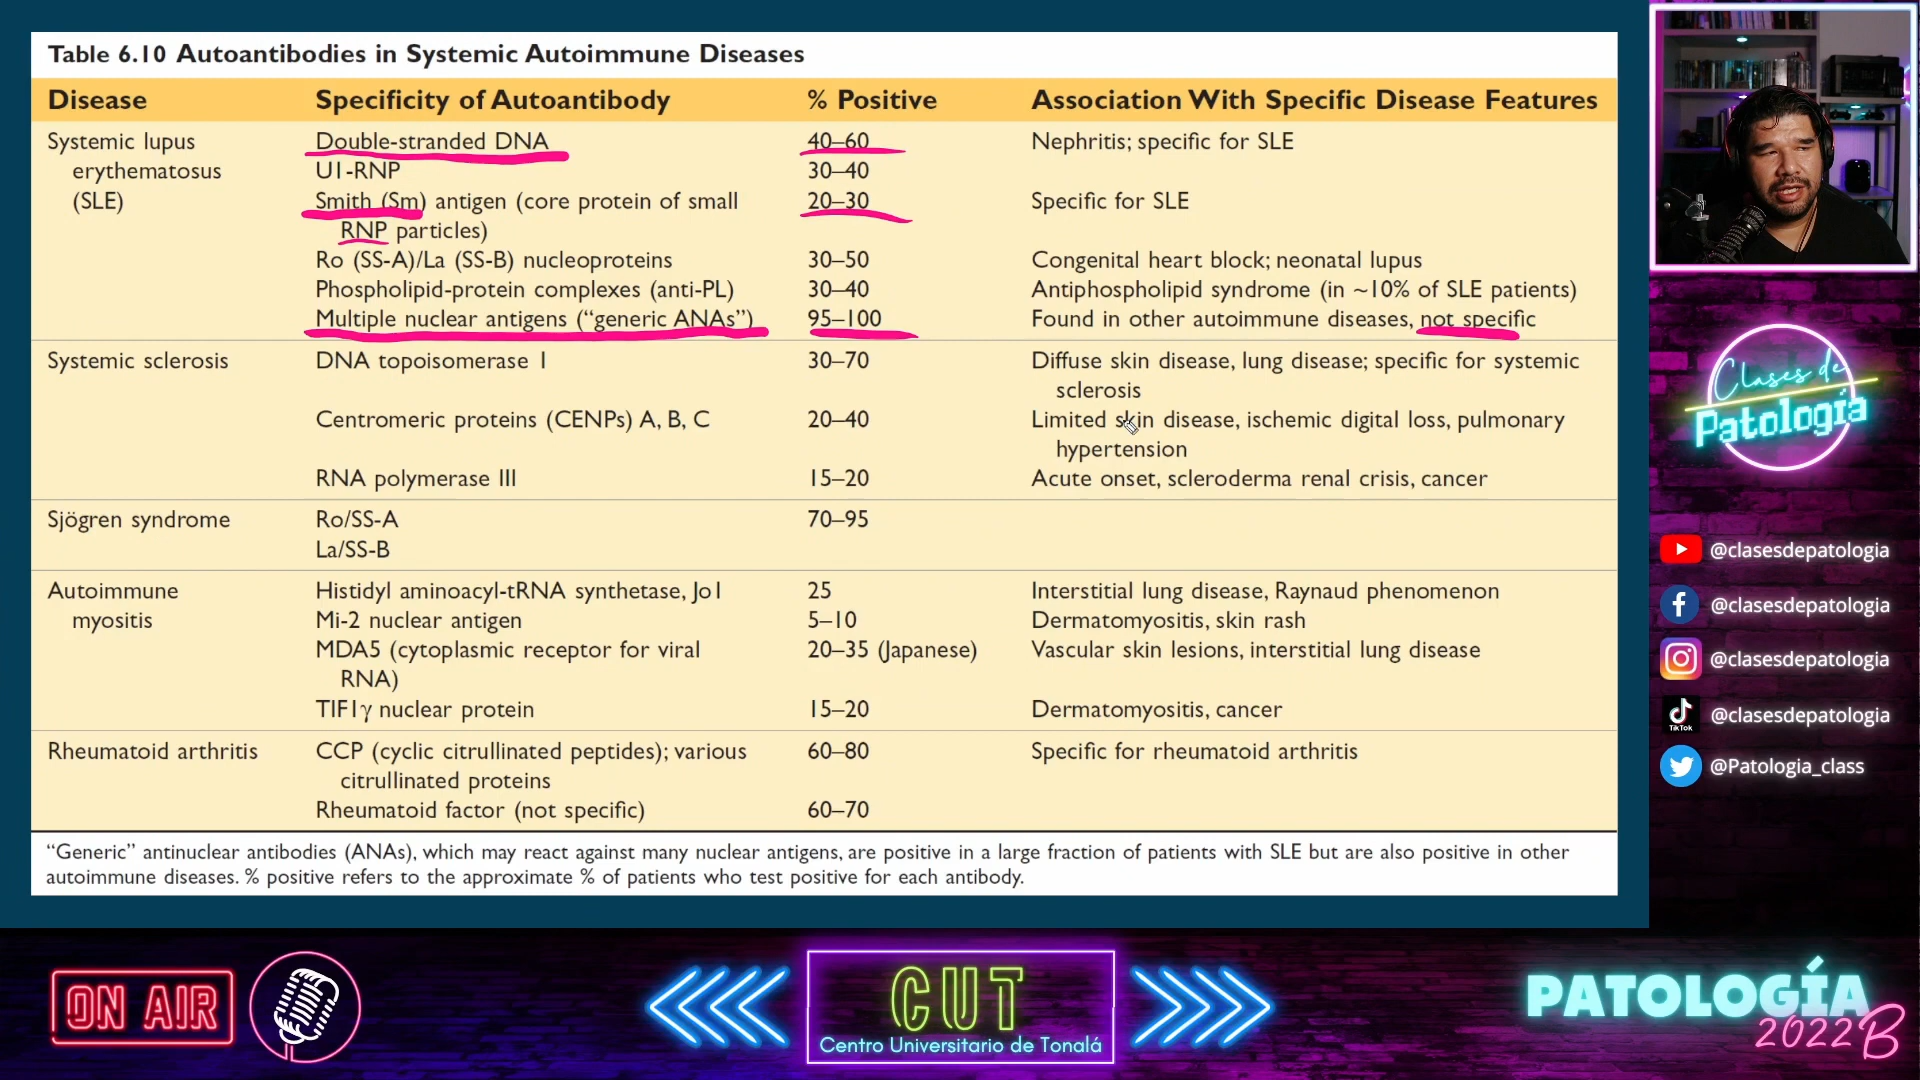 Table 6.10 Autoantibodies in Systemic Autoimmune Diseases
Disease Specificity of Autoantibody % Positive Association With Specific Disease Features
Systemic lupus Double-stranded DNA 40–60 Nephritis; specific for SLE
erythematosus U1-RNP 30–40
(SLE) Smith (Sm) antigen (core protein of small 20–30 Specific for SLE
RNP particles)
Ro (SS-A)/La (SS-B) nucleoproteins 30–50 Congenital heart block; neonatal lupus
Phospholipid-protein complexes (anti-PL) 30–40 Antiphospholipid syndrome (in ~10% of SLE patients)
Multiple nuclear antigens (“generic ANAs”) 95–100 Found in other autoimmune diseases, not specific
Systemic sclerosis DNA topoisomerase I 30–70 Diffuse skin disease, lung disease; specific for systemic
sclerosis
Centromeric proteins (CENPs) A, B, C 20–40 Limited skin disease, ischemic digital loss, pulmonary
hypertension
RNA polymerase III 15–20 Acute onset, scleroderma renal crisis, cancer
Sjögren syndrome Ro/SS-A 70–95
La/SS-B
Autoimmune Histidyl aminoacyl-tRNA synthetase, Jo1 25 Interstitial lung disease, Raynaud phenomenon
myositis Mi-2 nuclear antigen 5–10 Dermatomyositis, skin rash
MDA5 (cytoplasmic receptor for viral 20–35 (Japanese) Vascular skin lesions, interstitial lung disease
RNA)
TIF1γ nuclear protein 15–20 Dermatomyositis, cancer
Rheumatoid arthritis CCP (cyclic citrullinated peptides); various 60–80 Specific for rheumatoid arthritis
citrullinated proteins
Rheumatoid factor (not specific) 60–70
“Generic” antinuclear antibodies (ANAs), which may react against many nuclear antigens, are positive in a large fraction of patients with SLE but are also positive in other
autoimmune diseases. % positive refers to the approximate % of patients who test positive for each antibody.
Clases de
Patología
@clasesdepatologia
@clasesdepatologia
@clasesdepatologia
TikTok
@clasesdepatologia
@Patologia_class
ON AIR
CUT
Centro Universitario de Tonalá
PATOLOGÍA
2022B